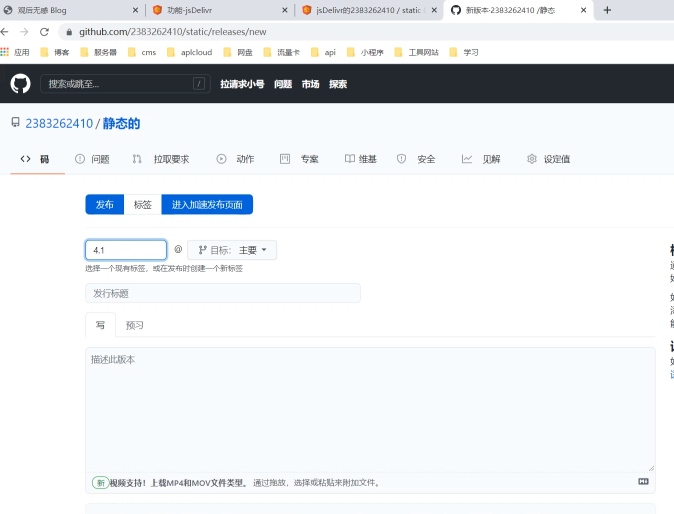 观后无感 Blog
功能-jsDelivr
jsDelivr的2383262410 / static
新版本·2383262410 /静态
github.com/2383262410/static/releases/new
应用 博客 服务器 cms aplcloud 网盘 流量卡 api 小程序 工具网站 学习
搜索或跳至... / 拉请求小号 问题 市场 探索
2383262410 / 静态的
码 问题 拉取要求 动作 专案 维基 安全 见解 设定值
发布 标签 进入加速发布页面
4.1 @ 目标: 主要
选择一个现有标签，或在发布时创建一个新标签
发行标题
写 预习
描述此版本
新 视频支持！上载MP4和MOV文件类型。 通过拖放，选择或粘贴来附加文件。